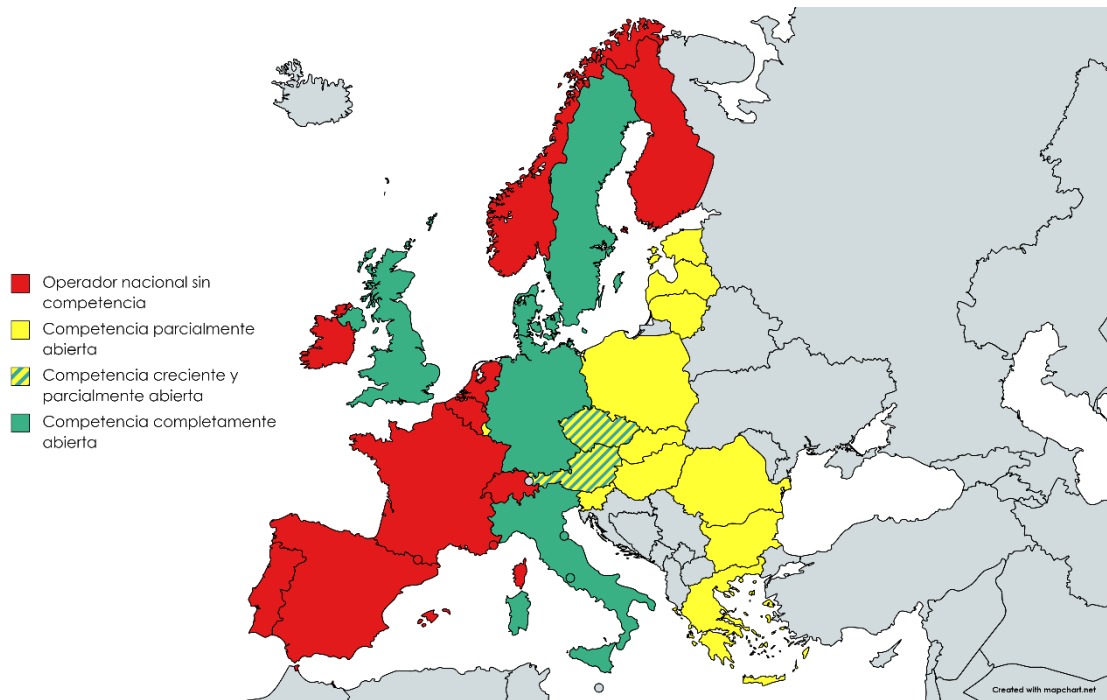 Operador nacional sin
competencia
Competencia parcialmente
abierta
Competencia creciente y
parcialmente abierta
Competencia completamente
abierta
Created with mapchart.net